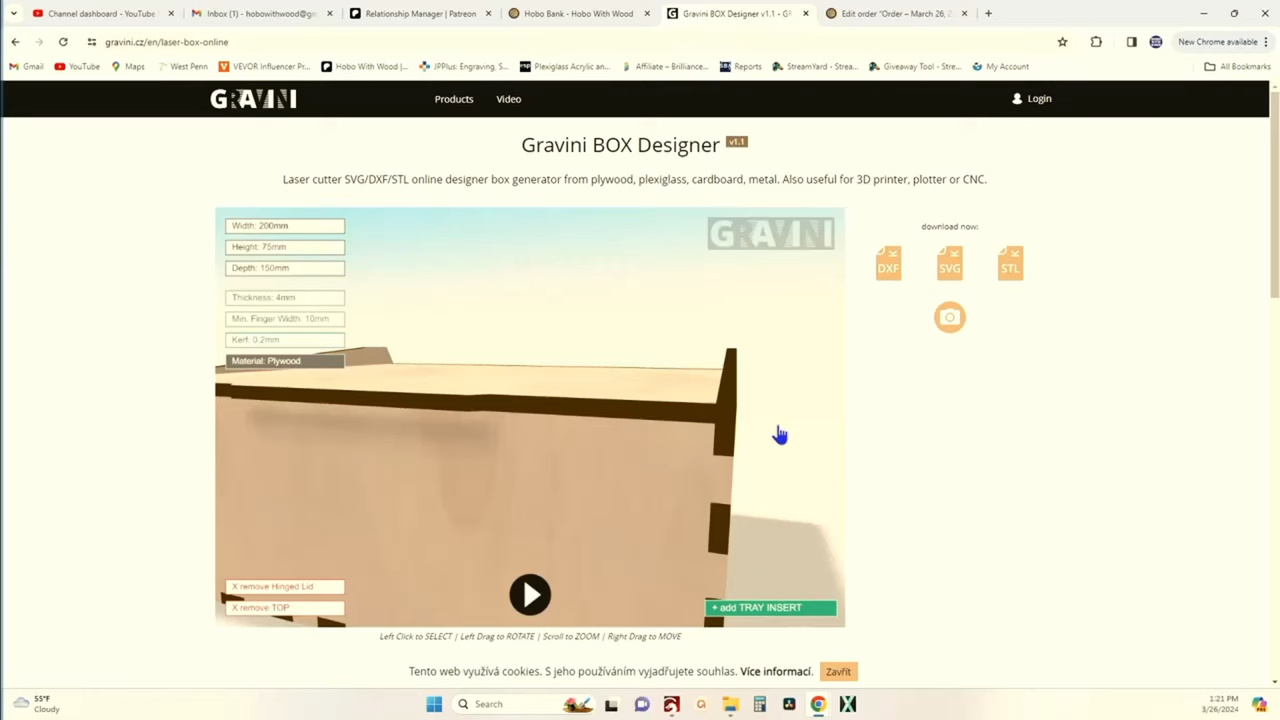 Channel dashboard - YouTube
Inbox (1) - hobowithwood@gm
Relationship Manager | Patreon
Hobo Bank - Hobo With Wood
Gravini BOX Designer v1.1 - GR
Edit order "Order – March 26, 2
gravini.cz/en/laser-box-online
New Chrome available
Gmail
YouTube
Maps
West Penn
VEVOR Influencer Pr...
Hobo With Wood |...
JPPlus: Engraving, S...
Plexiglass Acrylic an...
Affiliate – Brilliance...
Reports
StreamYard - Strea...
Giveaway Tool - Stre...
My Account
All Bookmarks
GRAVINI
Products
Video
Login
Gravini BOX Designer v1.1
Laser cutter SVG/DXF/STL online designer box generator from plywood, plexiglass, cardboard, metal. Also useful for 3D printer, plotter or CNC.
Width: 200mm
Height: 75mm
Depth: 150mm
Thickness: 4mm
Min. Finger Width: 10mm
Kerf: 0.2mm
Material: Plywood
GRAVINI
download now:
DXF
SVG
STL
X remove Hinged Lid
X remove TOP
+ add TRAY INSERT
Left Click to SELECT | Left Drag to ROTATE | Scroll to ZOOM | Right Drag to MOVE
Tento web využívá cookies. S jeho používáním vyjadřujete souhlas. Více informací.
Zavřít
55°F
Cloudy
Search
1:21 PM
3/26/2024